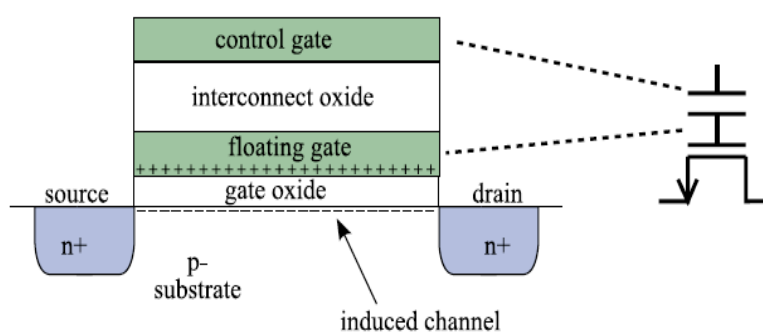 control gate
interconnect oxide
floating gate
++++++++++++++++++++++++++
gate oxide
source
drain
n+
n+
p-
substrate
induced channel